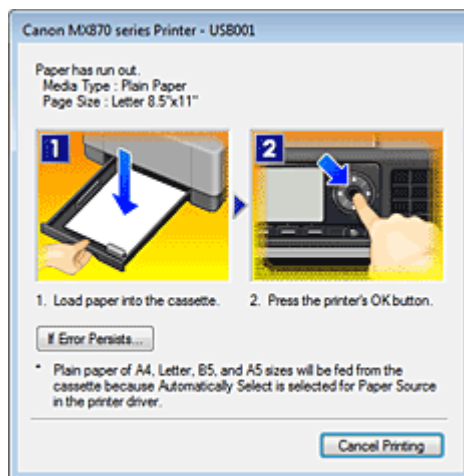 Canon MX870 series Printer - USB001
Paper has run out.
Media Type : Plain Paper
Page Size : Letter 8.5"x11"
1
2
1. Load paper into the cassette.
2. Press the printer's OK button.
If Error Persists...
* Plain paper of A4, Letter, B5, and A5 sizes will be fed from the
cassette because Automatically Select is selected for Paper Source
in the printer driver.
Cancel Printing